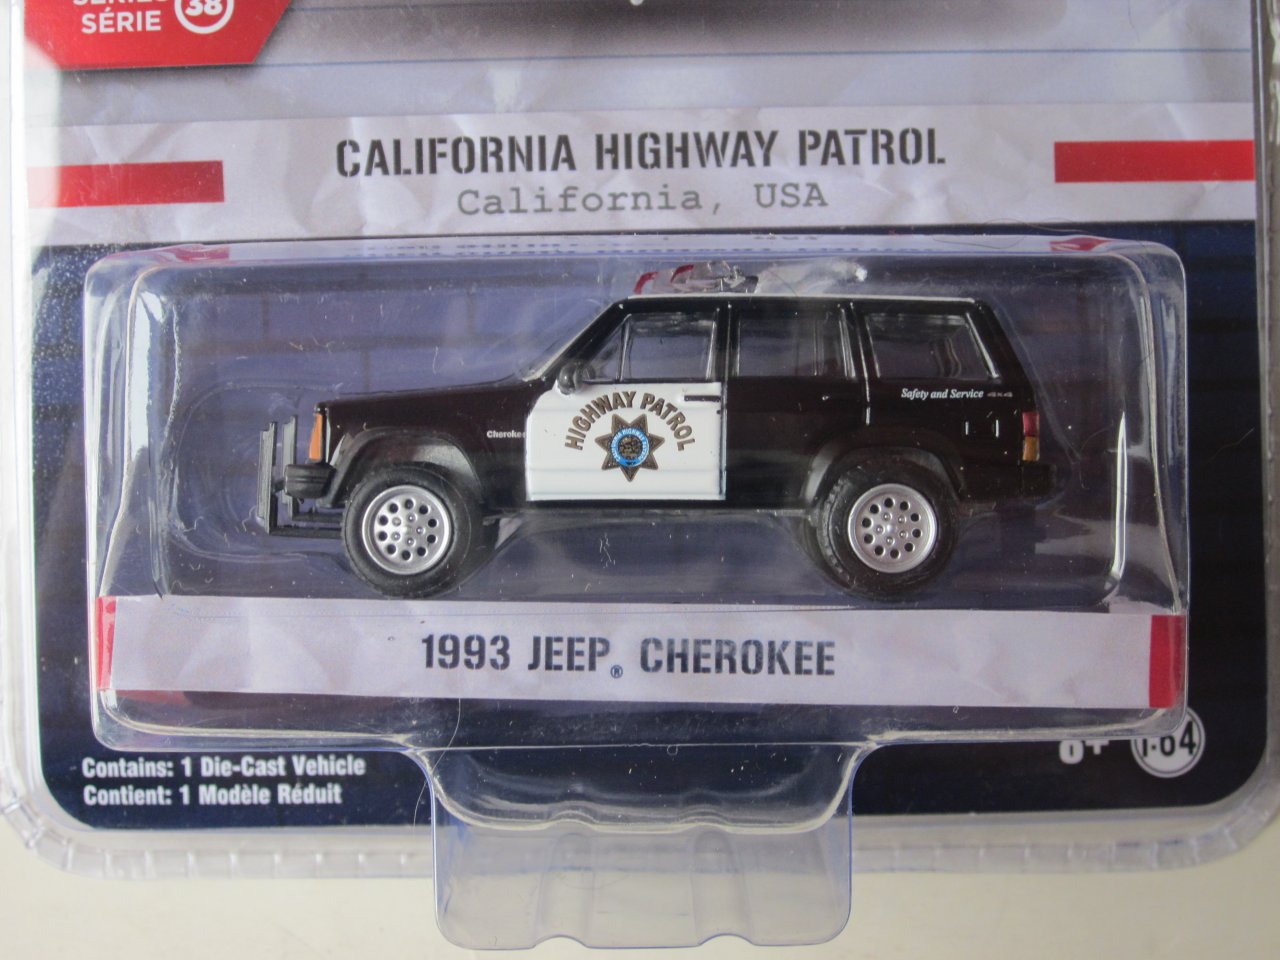 SÉRIE 38
CALIFORNIA HIGHWAY PATROL
California, USA
Safety and Service 4x4
Cherokee
HIGHWAY PATROL
1993 JEEP® CHEROKEE
8+ 1:64
Contains: 1 Die-Cast Vehicle
Contient: 1 Modèle Réduit